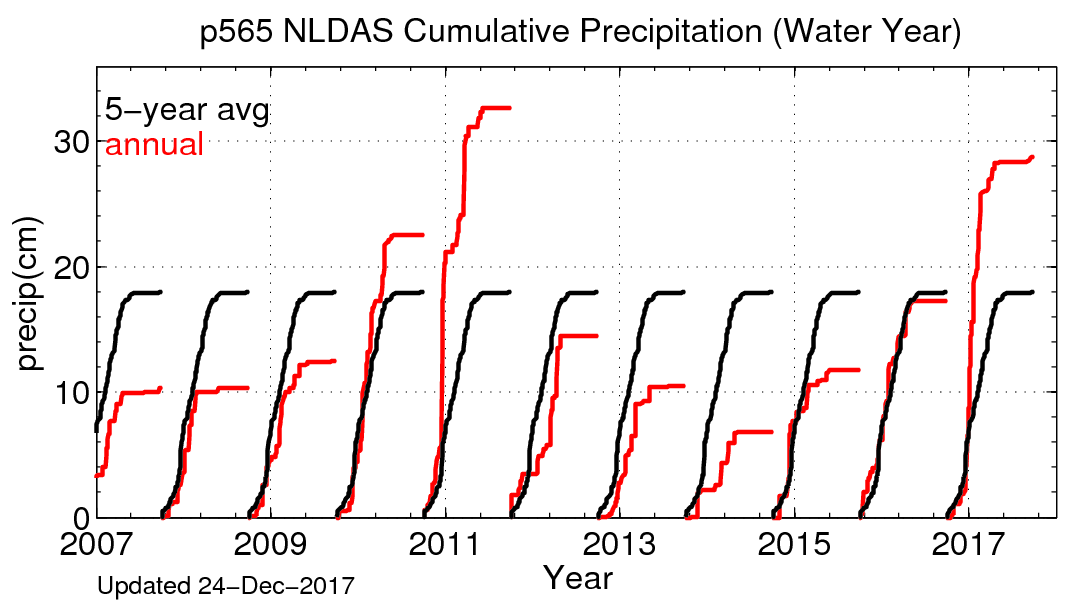 p565 NLDAS Cumulative Precipitation (Water Year)
5−year avg
annual
precip(cm)
30
20
10
0
2007 2009 2011 2013 2015 2017
Year
Updated 24−Dec−2017